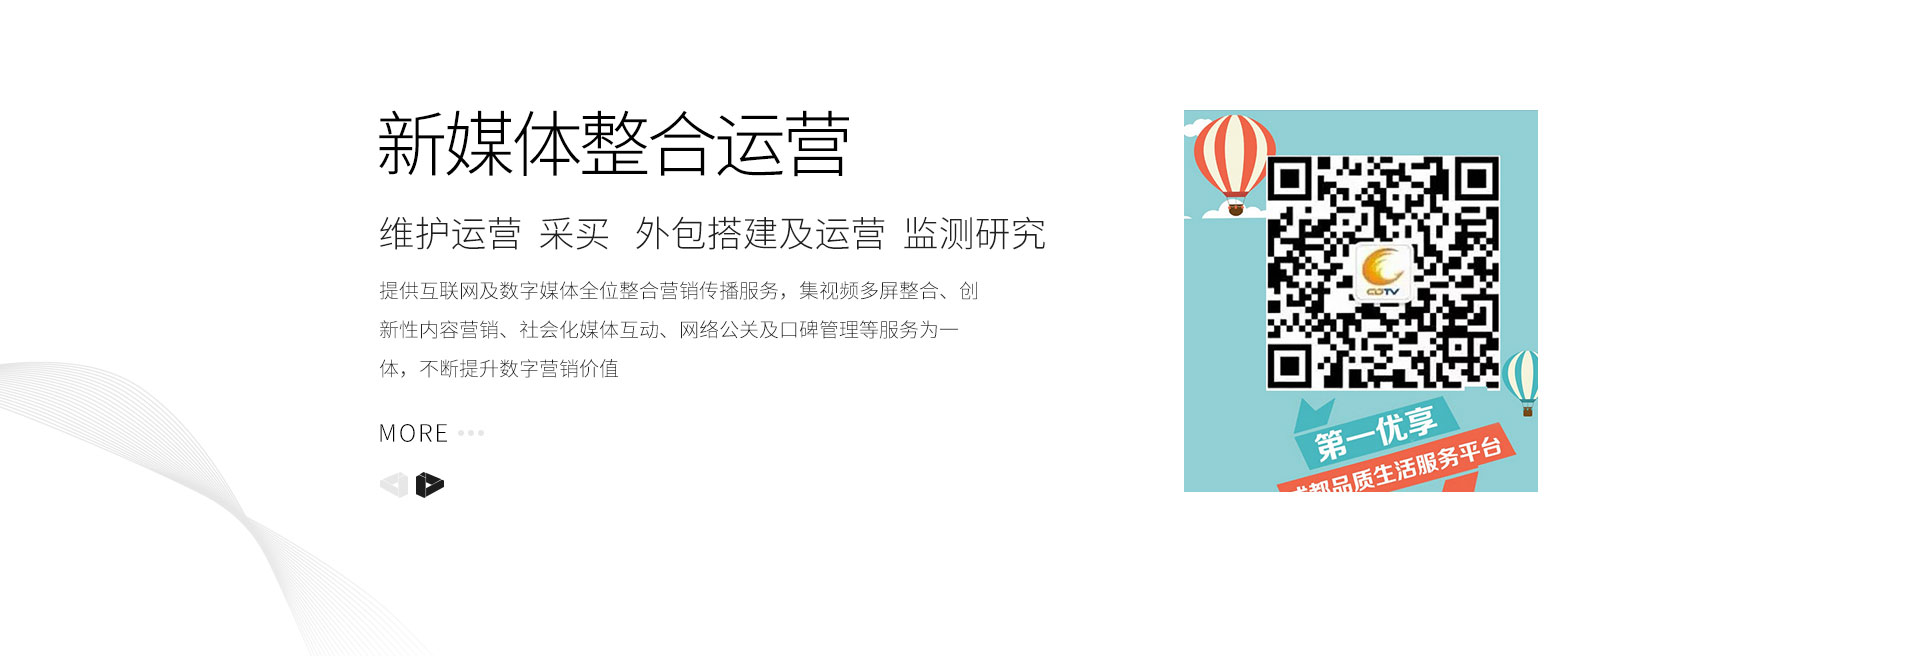 新媒体整合运营
维护运营 采买 外包搭建及运营 监测研究
提供互联网及数字媒体全位整合营销传播服务，集视频多屏整合、创
新性内容营销、社会化媒体互动、网络公关及口碑管理等服务为一
体，不断提升数字营销价值
MORE
CDTV
第一优享
成都品质生活服务平台